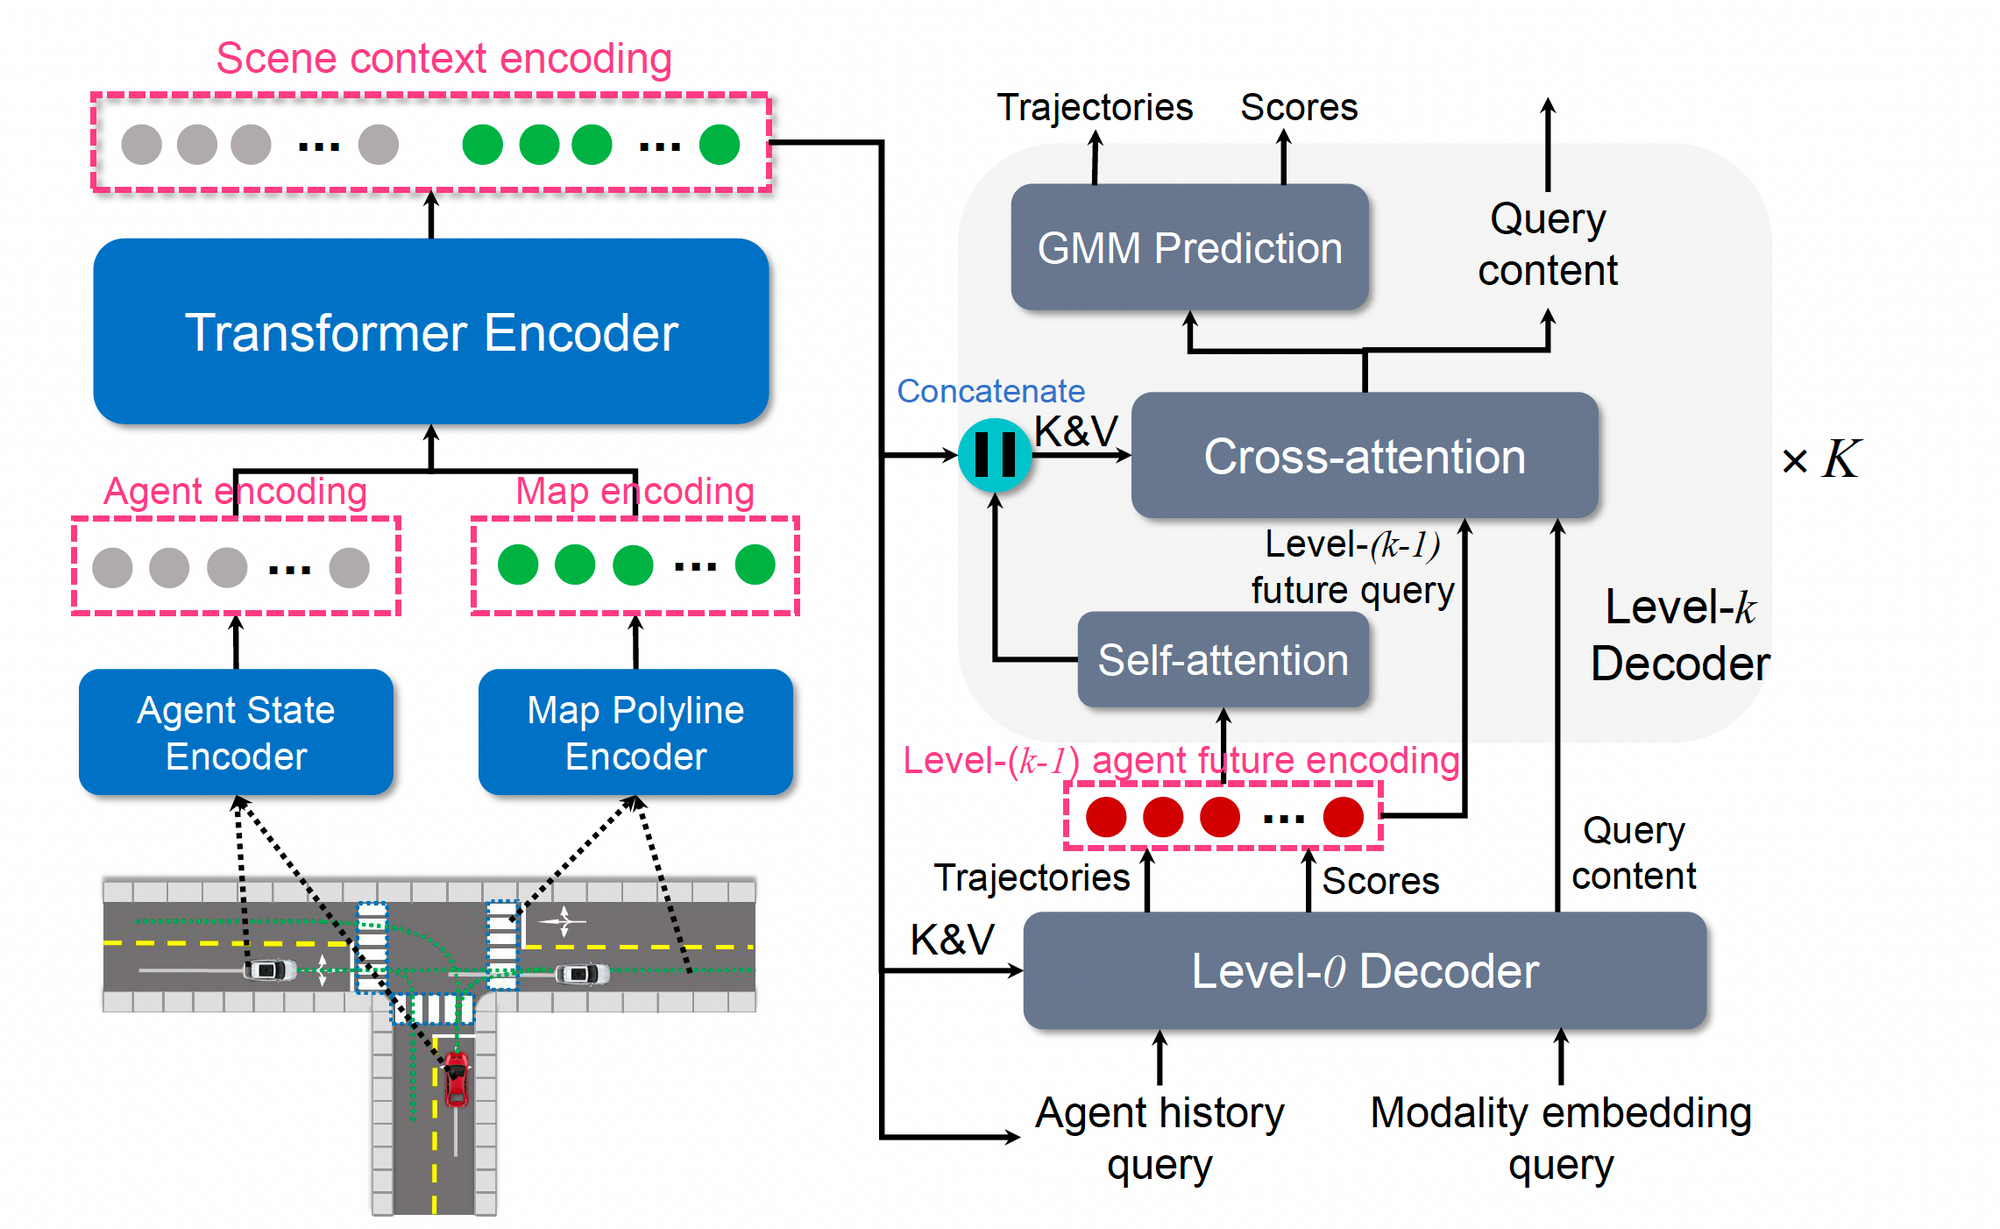 Scene context encoding
...
...
Transformer Encoder
Agent encoding
Map encoding
...
...
Agent State
Encoder
Map Polyline
Encoder
Trajectories
Scores
GMM Prediction
Query
content
Concatenate
K&V
Cross-attention
× K
Level-(k-1)
future query
Self-attention
Level-k
Decoder
Level-(k-1) agent future encoding
...
Trajectories
Scores
Query
content
K&V
Level-0 Decoder
Agent history
query
Modality embedding
query